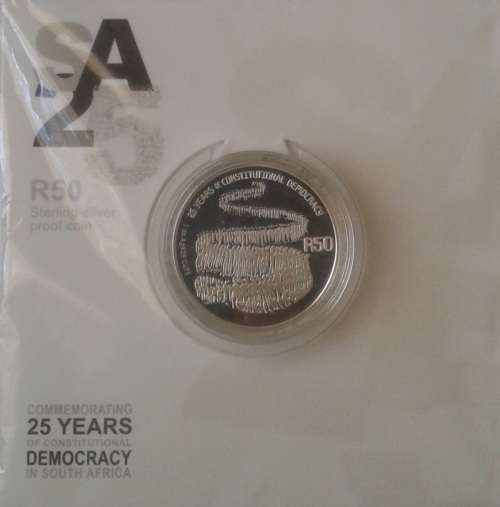 SA
25
R50
Sterling-silver
proof coin
25 YEARS of CONSTITUTIONAL DEMOCRACY
R50
COMMEMORATING
25 YEARS
OF CONSTITUTIONAL
DEMOCRACY
IN SOUTH AFRICA